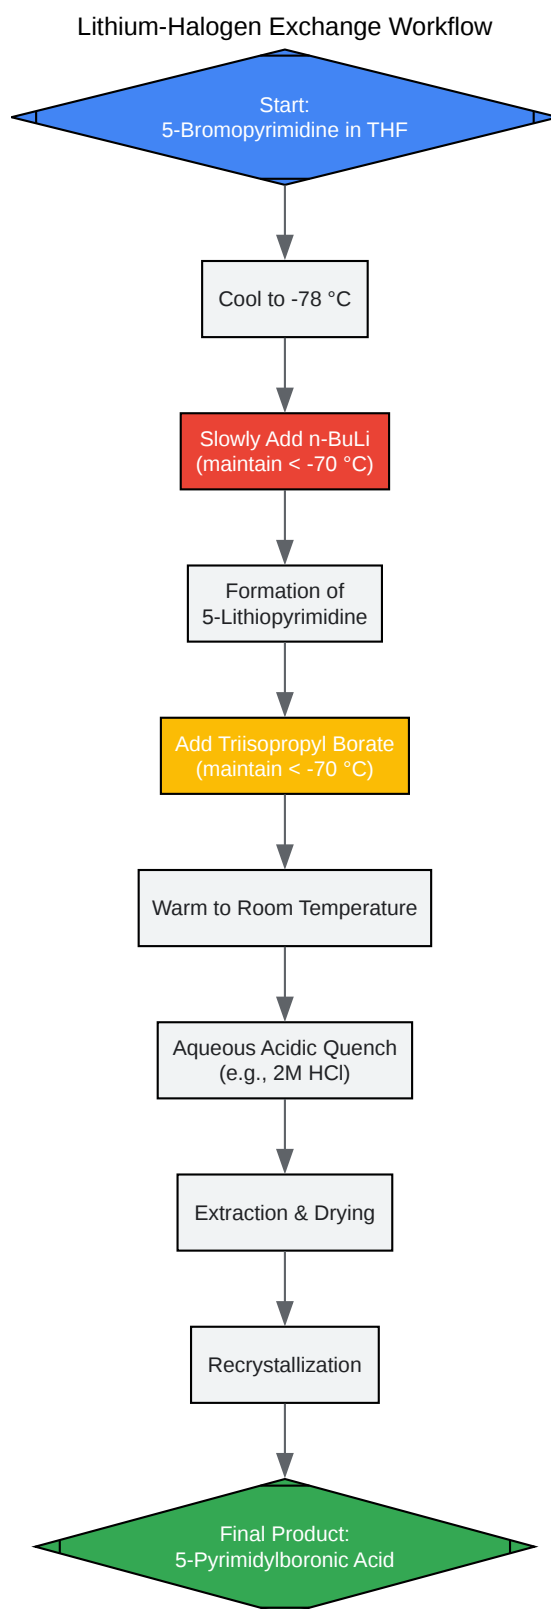 Lithium-Halogen Exchange Workflow
Start:
5-Bromopyrimidine in THF
Cool to -78 °C
Slowly Add n-BuLi
(maintain < -70 °C)
Formation of
5-Lithiopyrimidine
Add Triisopropyl Borate
(maintain < -70 °C)
Warm to Room Temperature
Aqueous Acidic Quench
(e.g., 2M HCl)
Extraction & Drying
Recrystallization
Final Product:
5-Pyrimidylboronic Acid